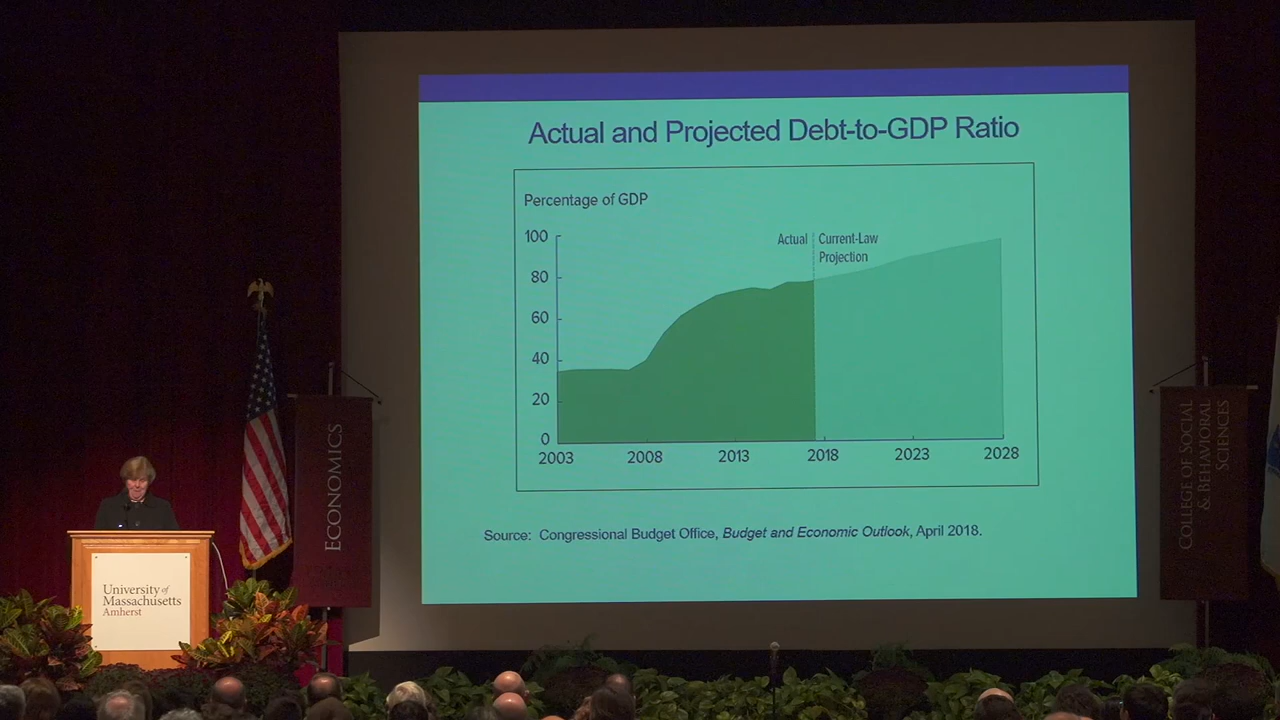 Actual and Projected Debt-to-GDP Ratio
Percentage of GDP
100
80
60
40
20
0
Actual
Current-Law
Projection
2003 2008 2013 2018 2023 2028
Source: Congressional Budget Office, Budget and Economic Outlook, April 2018.
ECONOMICS
COLLEGE OF SOCIAL
& BEHAVIORAL
SCIENCES
University of
Massachusetts
Amherst